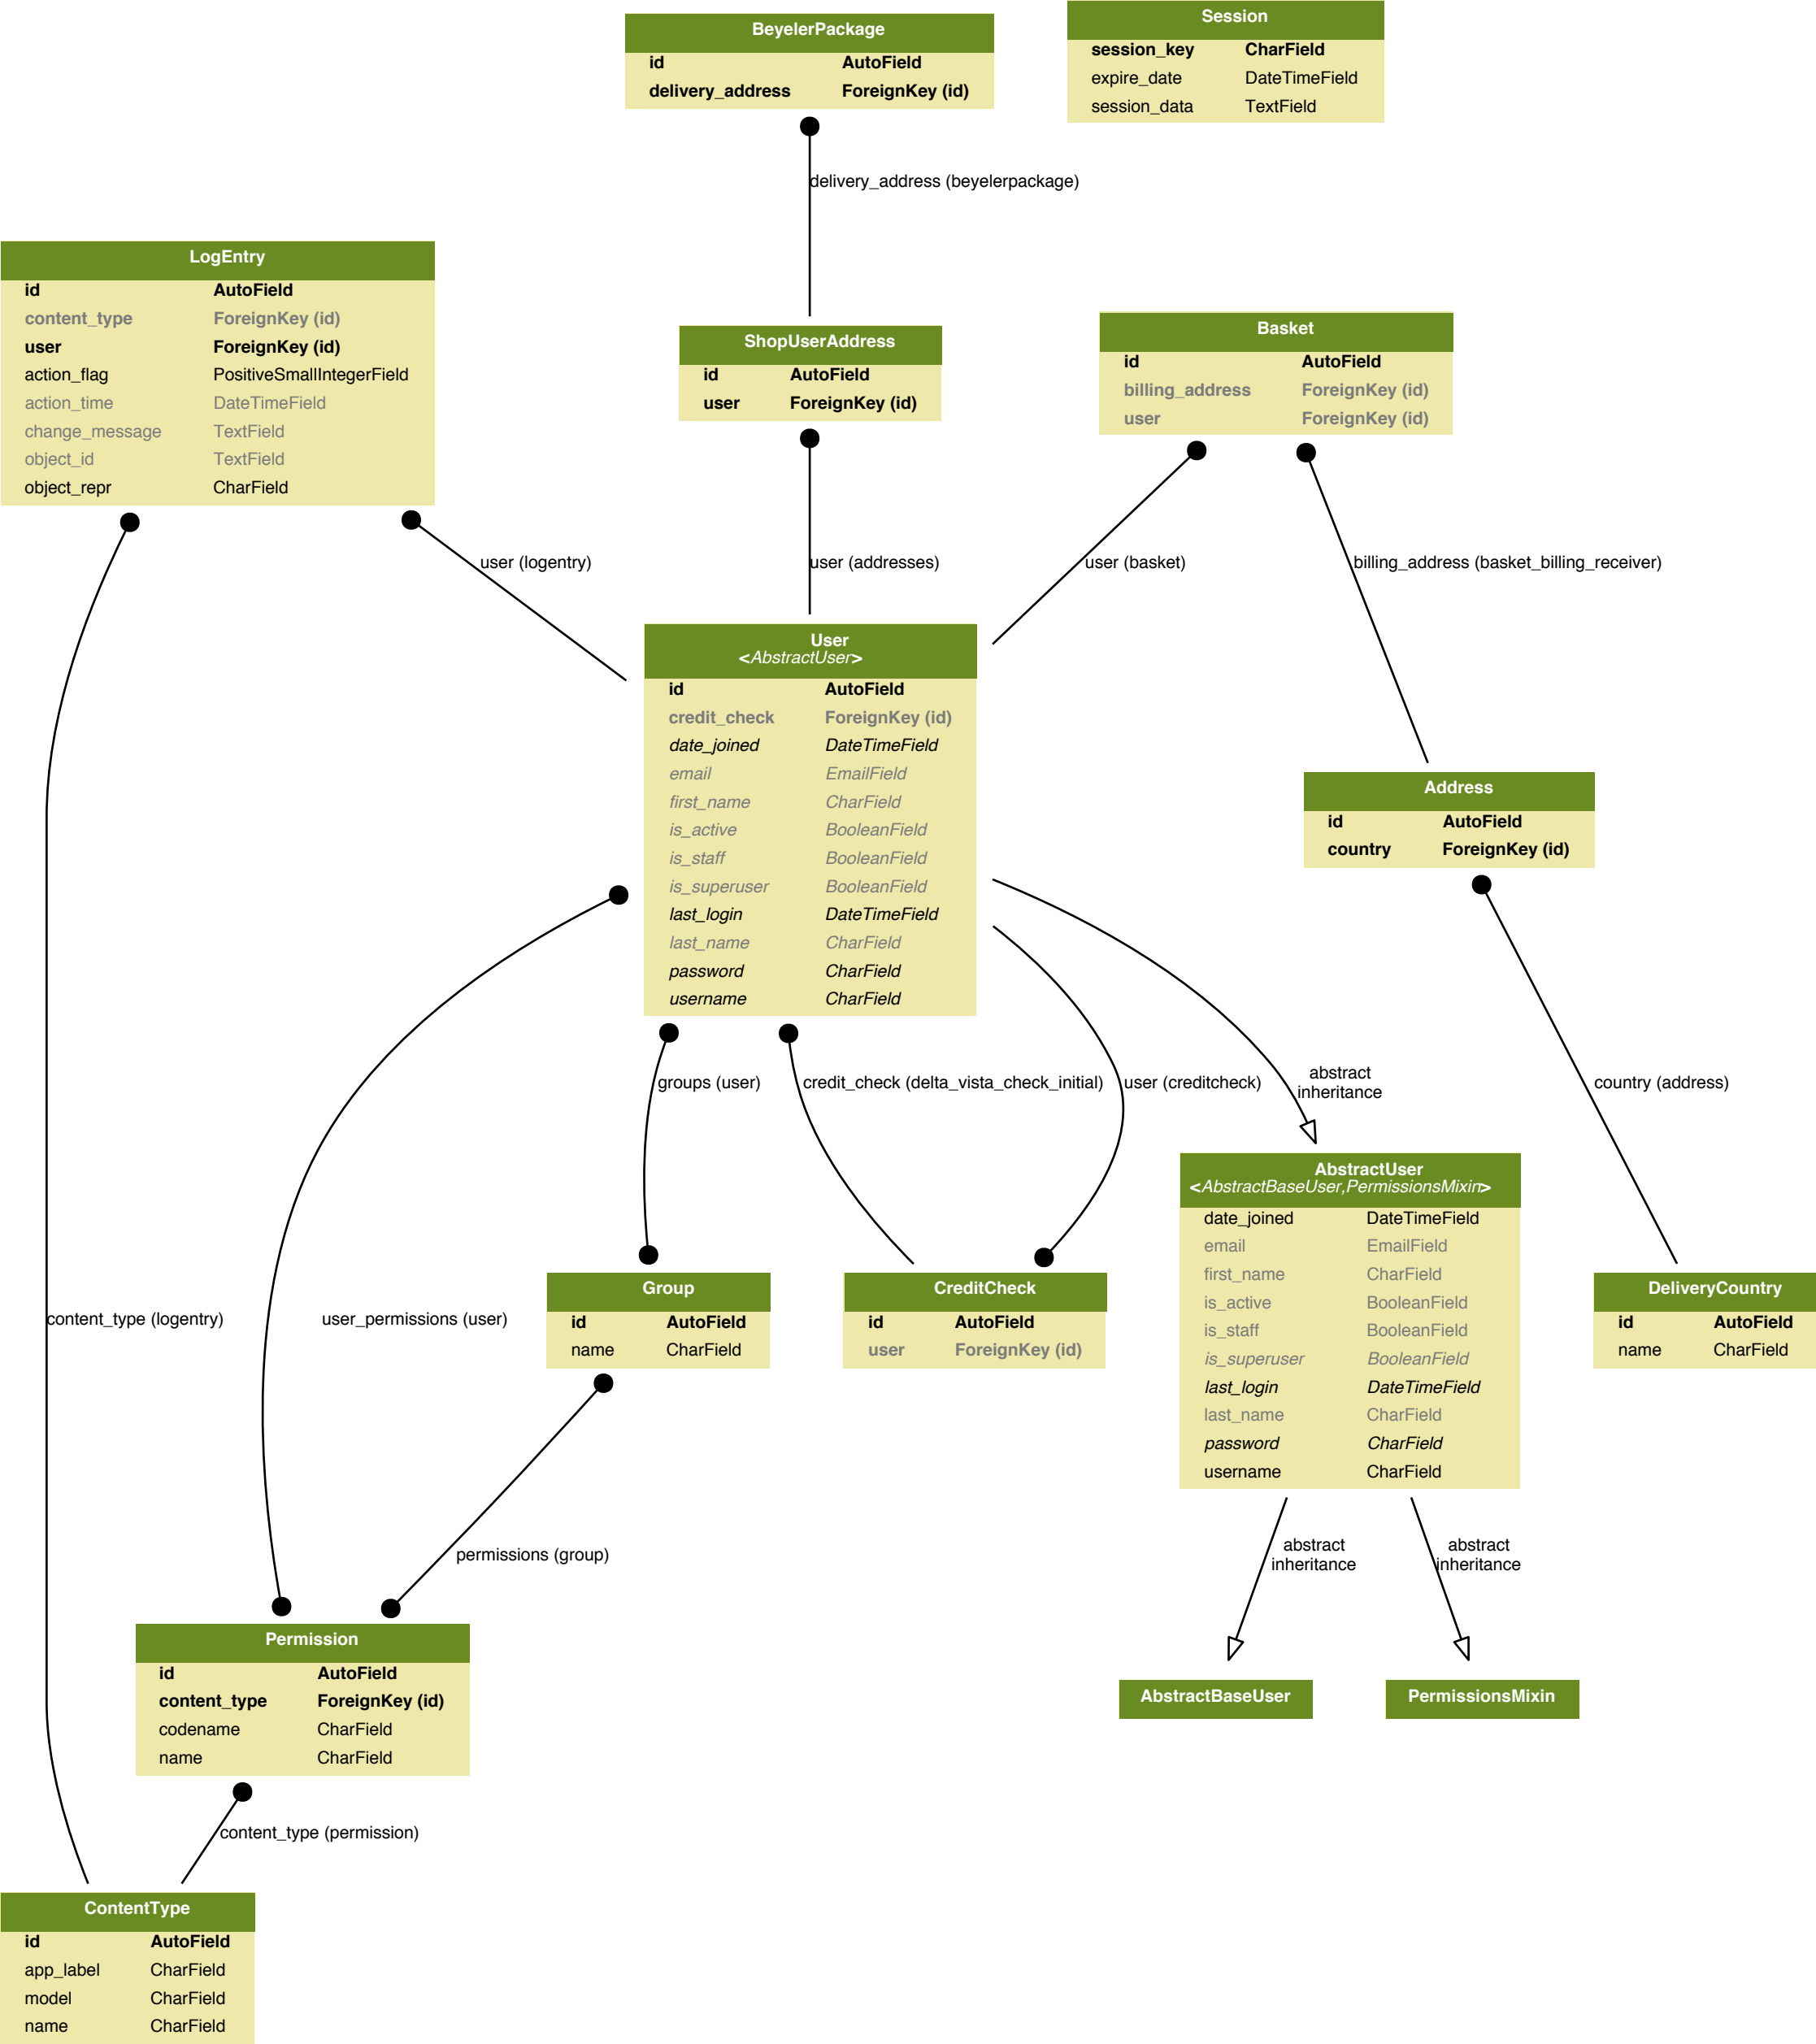 BeyelerPackage
id AutoField
delivery_address ForeignKey (id)
Session
session_key CharField
expire_date DateTimeField
session_data TextField
delivery_address (beyelerpackage)
LogEntry
id AutoField
content_type ForeignKey (id)
user ForeignKey (id)
action_flag PositiveSmallIntegerField
action_time DateTimeField
change_message TextField
object_id TextField
object_repr CharField
ShopUserAddress
id AutoField
user ForeignKey (id)
Basket
id AutoField
billing_address ForeignKey (id)
user ForeignKey (id)
user (logentry)
user (addresses)
user (basket)
billing_address (basket_billing_receiver)
User
<AbstractUser>
id AutoField
credit_check ForeignKey (id)
date_joined DateTimeField
email EmailField
first_name CharField
is_active BooleanField
is_staff BooleanField
is_superuser BooleanField
last_login DateTimeField
last_name CharField
password CharField
username CharField
Address
id AutoField
country ForeignKey (id)
groups (user)
credit_check (delta_vista_check_initial)
user (creditcheck)
abstract
inheritance
country (address)
AbstractUser
<AbstractBaseUser,PermissionsMixin>
date_joined DateTimeField
email EmailField
first_name CharField
is_active BooleanField
is_staff BooleanField
is_superuser BooleanField
last_login DateTimeField
last_name CharField
password CharField
username CharField
content_type (logentry)
user_permissions (user)
Group
id AutoField
name CharField
CreditCheck
id AutoField
user ForeignKey (id)
DeliveryCountry
id AutoField
name CharField
permissions (group)
abstract
inheritance
abstract
inheritance
Permission
id AutoField
content_type ForeignKey (id)
codename CharField
name CharField
AbstractBaseUser
PermissionsMixin
content_type (permission)
ContentType
id AutoField
app_label CharField
model CharField
name CharField